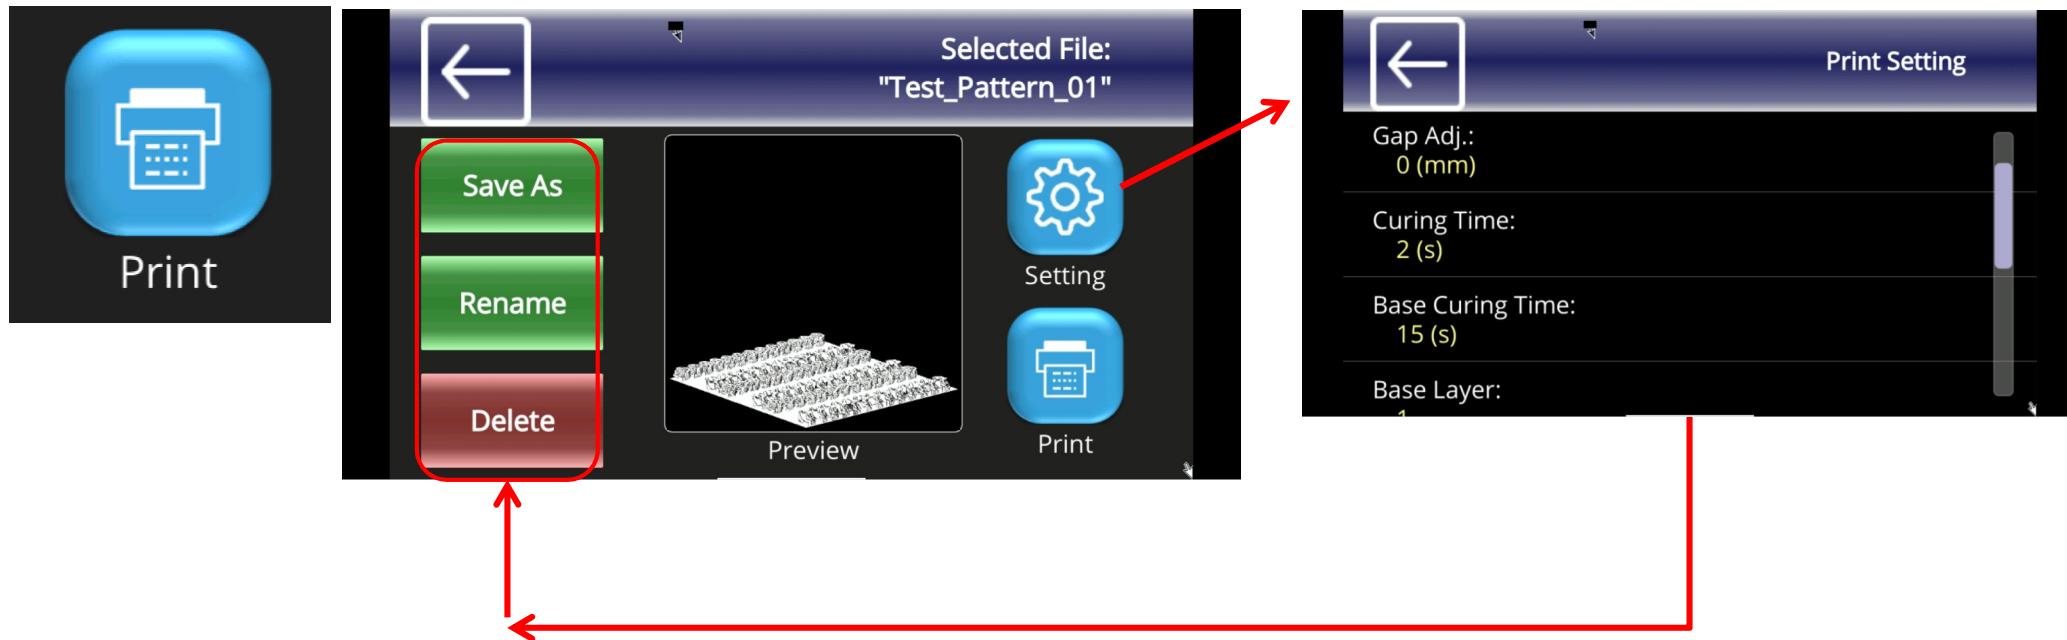 Print
Selected File:
"Test_Pattern_01"
Save As
Rename
Delete
Preview
Setting
Print
Print Setting
Gap Adj.:
0 (mm)
Curing Time:
2 (s)
Base Curing Time:
15 (s)
Base Layer:
1